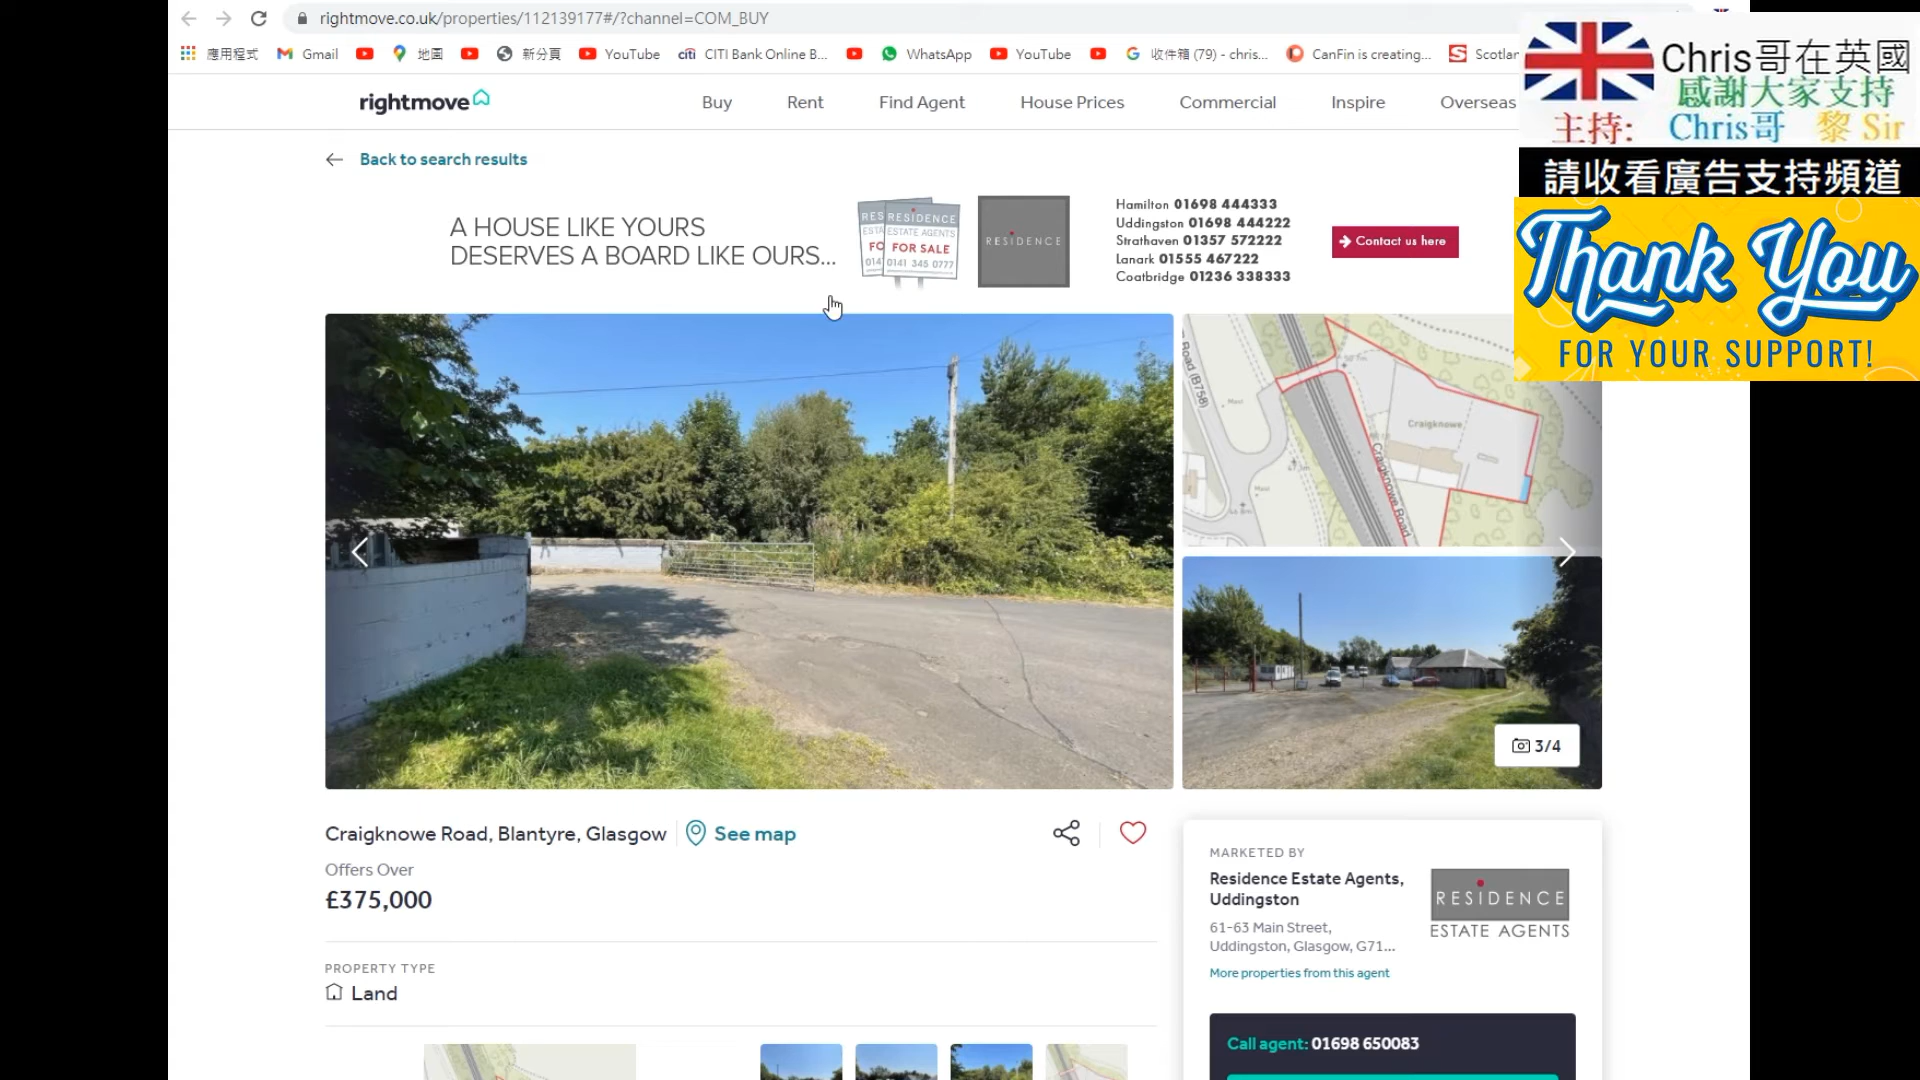 rightmove.co.uk/properties/112139177#/?channel=COM_BUY
應用程式
Gmail
地圖
新分頁
YouTube
citi CITI Bank Online B...
WhatsApp
YouTube
收件箱 (79) - chris...
CanFin is creating...
Chris哥在英國
感謝大家支持
主持: Chris哥 黎 Sir
請收看廣告支持頻道
Thank You
FOR YOUR SUPPORT!
rightmove
Buy
Rent
Find Agent
House Prices
Commercial
Inspire
Overseas
Back to search results
A HOUSE LIKE YOURS
DESERVES A BOARD LIKE OURS...
RESIDENCE
ESTATE AGENTS
FOR SALE
0141 345 0777
RESIDENCE
Hamilton 01698 444333
Uddingston 01698 444222
Strathaven 01357 572222
Lanark 01555 467222
Coatbridge 01236 338333
Contact us here
Road (B758)
Craigknowe
Craigknowe Road
3/4
Craigknowe Road, Blantyre, Glasgow
See map
Offers Over
£375,000
PROPERTY TYPE
Land
MARKETED BY
Residence Estate Agents,
Uddingston
61-63 Main Street,
Uddingston, Glasgow, G71...
More properties from this agent
RESIDENCE
ESTATE AGENTS
Call agent: 01698 650083